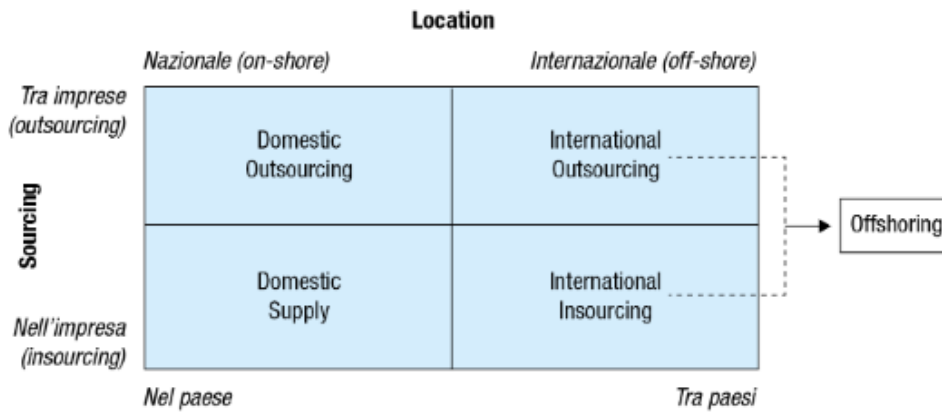 Location
Nazionale (on-shore)
Internazionale (off-shore)
Tra imprese
(outsourcing)
Domestic
Outsourcing
International
Outsourcing
Sourcing
Offshoring
Domestic
Supply
International
Insourcing
Nell'impresa
(insourcing)
Nel paese
Tra paesi